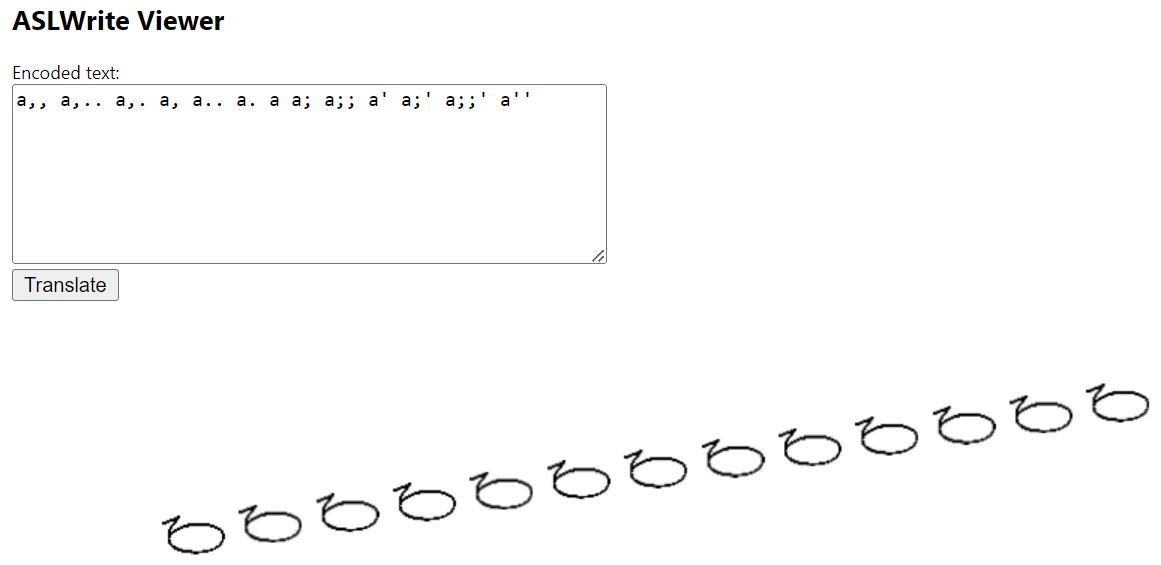 ASLWrite Viewer
Encoded text:
a,, a,.. a,. a, a.. a. a a; a;; a' a;' a;;' a''
Translate